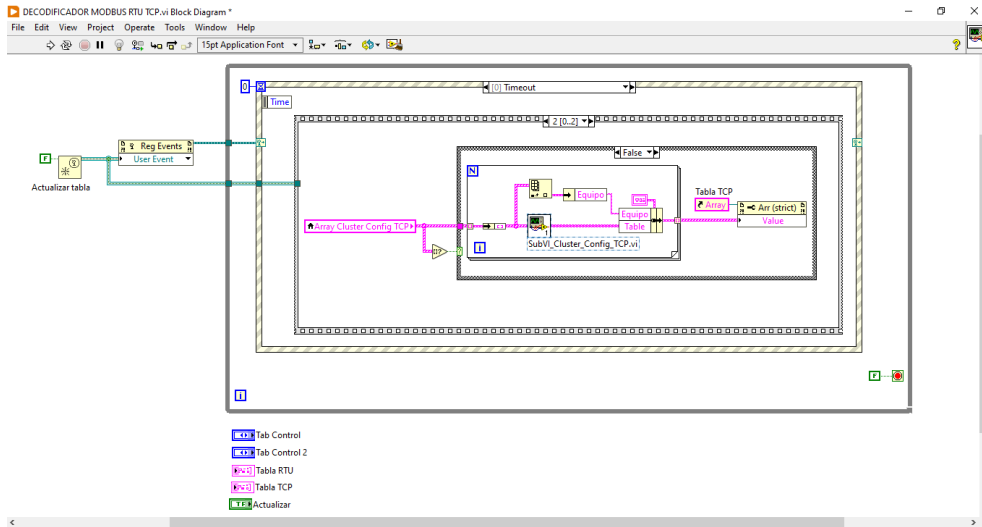 DECODIFICADOR MODBUS RTU TCP.vi Block Diagram *
File Edit View Project Operate Tools Window Help
15pt Application Font
0
[0] Timeout
Time
2 [0..2]
Reg Events
User Event
F
Actualizar tabla
False
N
Equipo
Tabla TCP
Array
Arr (strict)
Value
Equipo
Table
Array Cluster Config TCP
SubVI_Cluster_Config_TCP.vi
i
F
i
Tab Control
Tab Control 2
Tabla RTU
Tabla TCP
TF
Actualizar